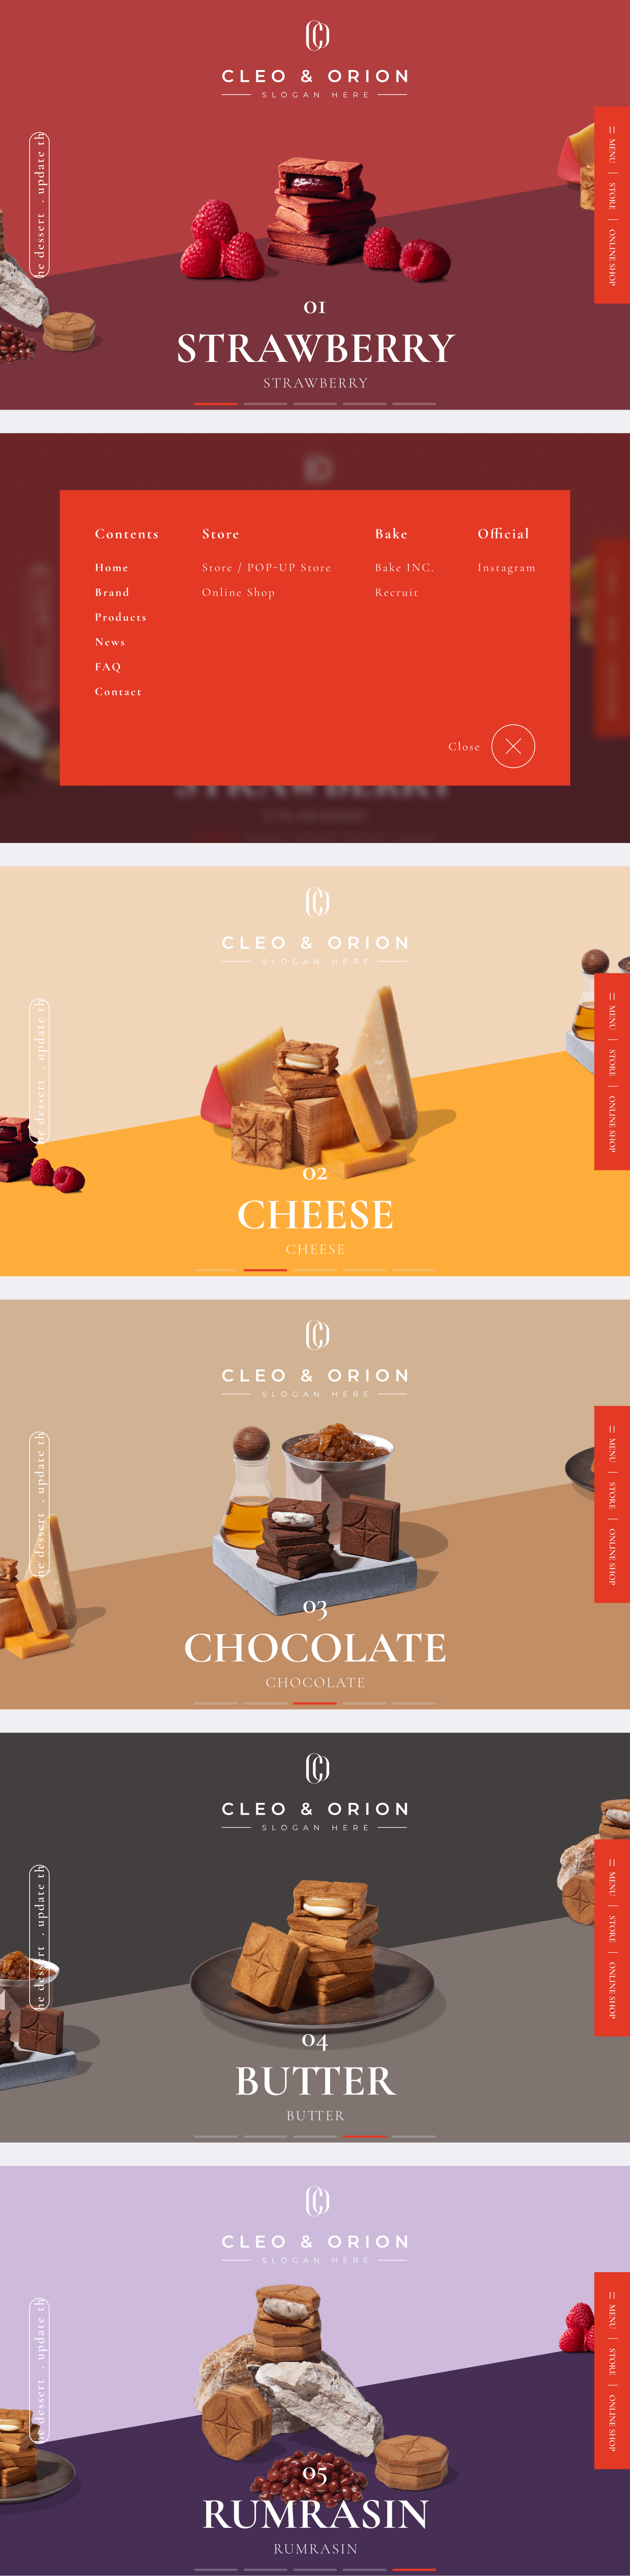 CLEO & ORION
SLOGAN HERE
he dessert . update th
MENU
STORE
ONLINE SHOP
01
STRAWBERRY
STRAWBERRY
Contents
Home
Brand
Products
News
FAQ
Contact
Store
Store / POP-UP Store
Online Shop
Bake
Bake INC.
Recruit
Official
Instagram
Close
STRAWBERRY
STRAWBERRY
CLEO & ORION
SLOGAN HERE
he dessert . update th
MENU
STORE
ONLINE SHOP
02
CHEESE
CHEESE
CLEO & ORION
SLOGAN HERE
he dessert . update th
MENU
STORE
ONLINE SHOP
03
CHOCOLATE
CHOCOLATE
CLEO & ORION
SLOGAN HERE
he dessert . update th
MENU
STORE
ONLINE SHOP
04
BUTTER
BUTTER
CLEO & ORION
SLOGAN HERE
he dessert . update th
MENU
STORE
ONLINE SHOP
05
RUMRASIN
RUMRASIN